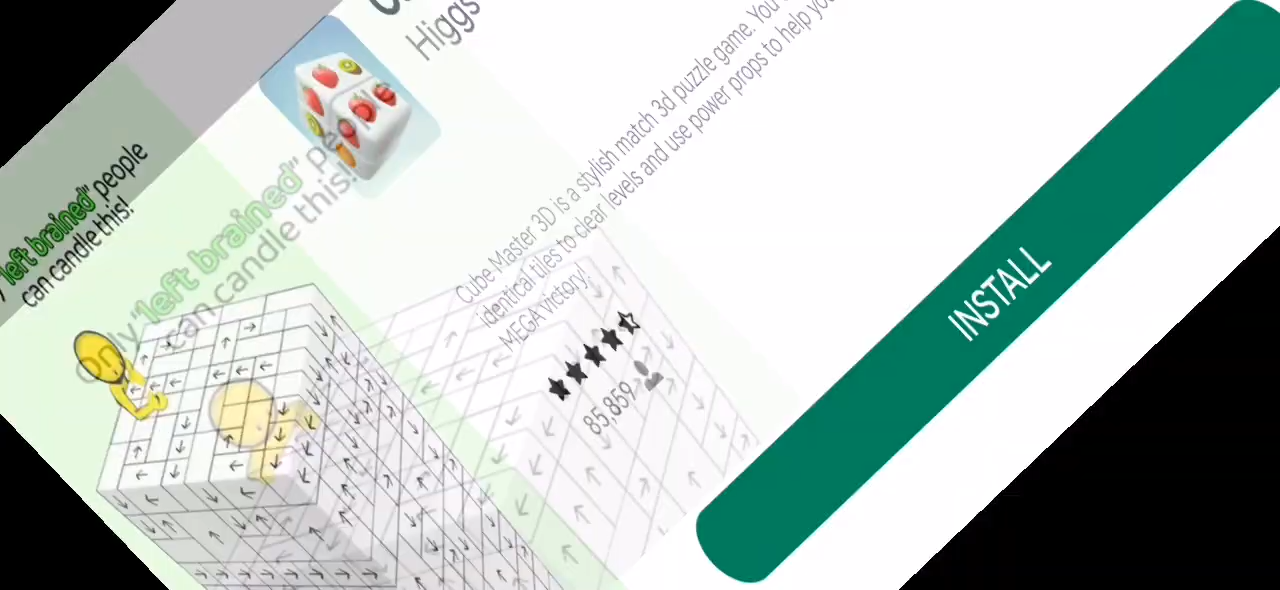 "left brained" people
can candle this!
Only "left brained" pe
can candle this!
Higgs
Cube Master 3D is a stylish match 3d puzzle game. You
identical tiles to clear levels and use power props to help you
MEGA victory!
85,859
INSTALL